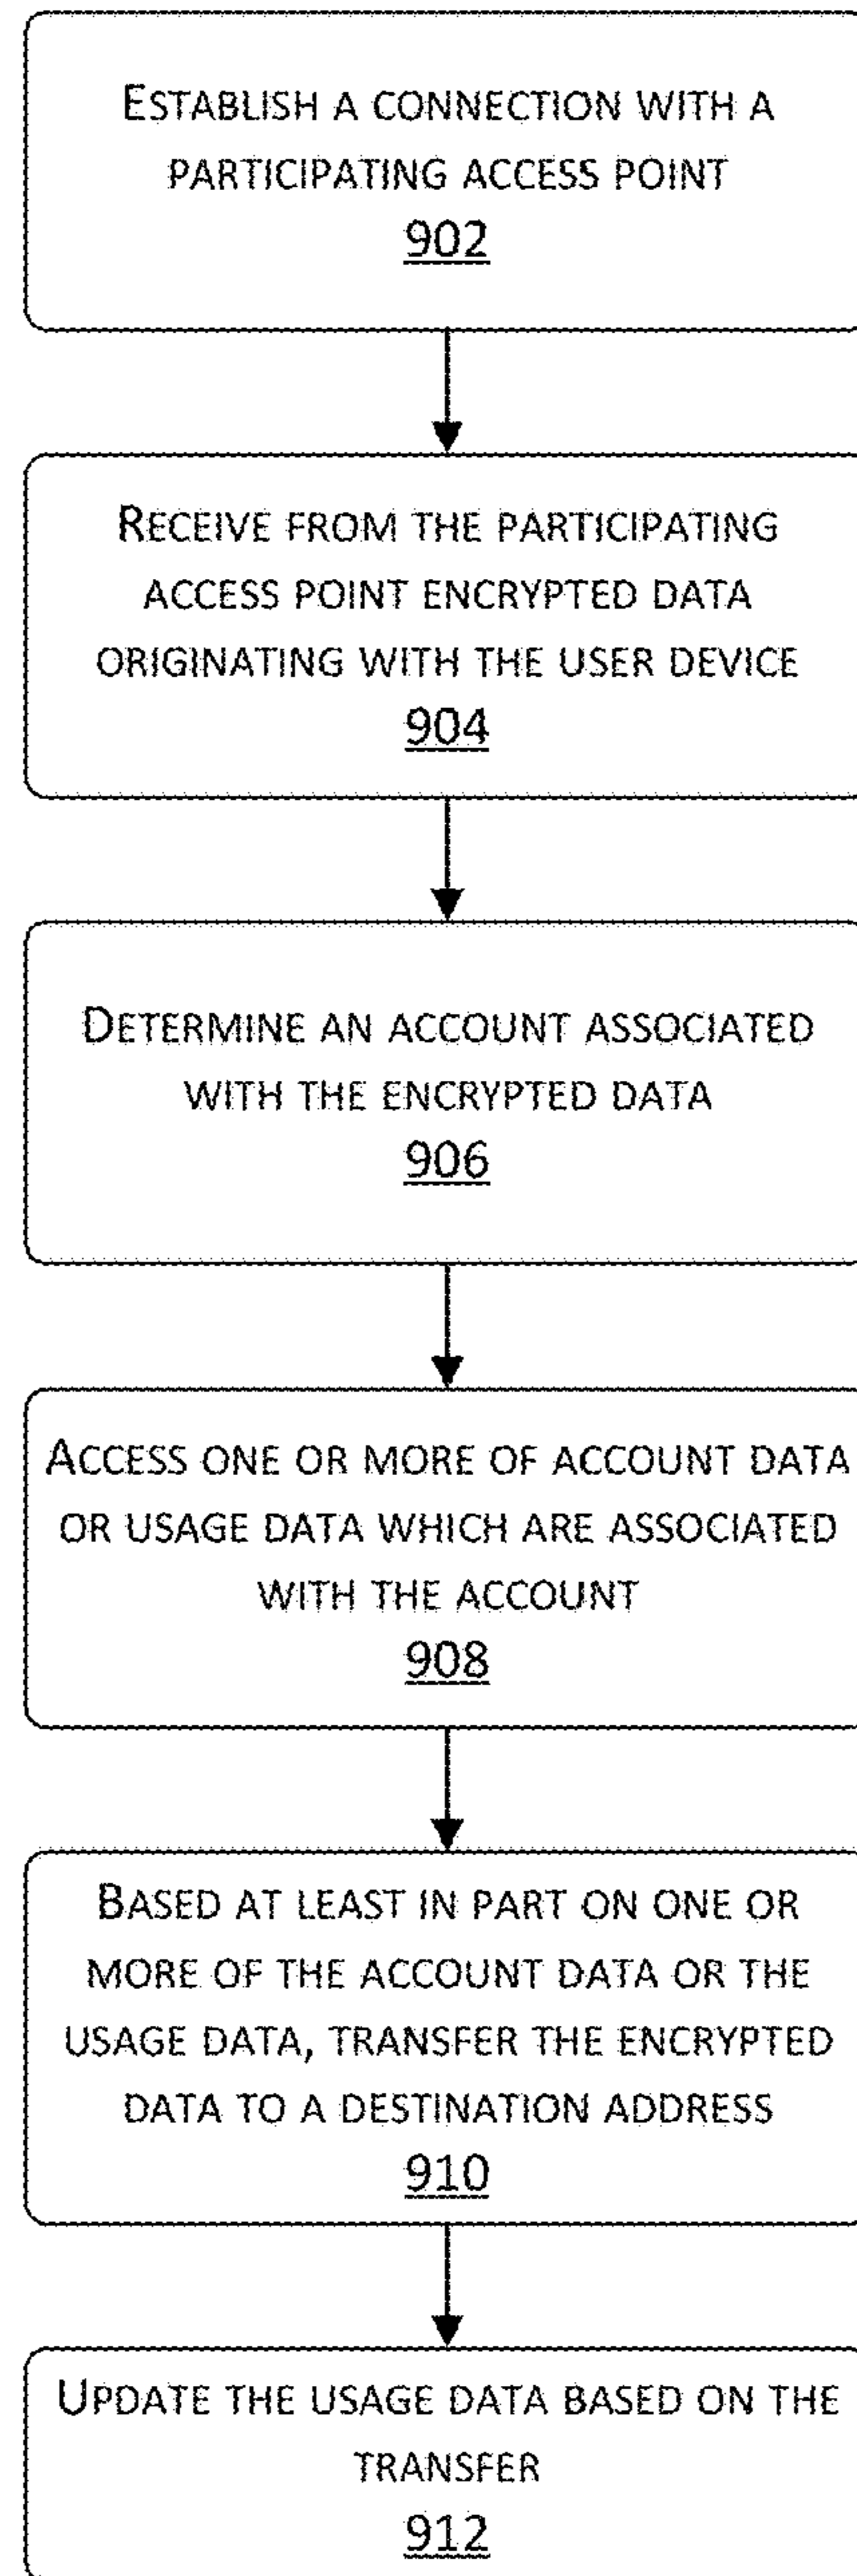 ESTABLISH A CONNECTION WITH A
PARTICIPATING ACCESS POINT
902
RECEIVE FROM THE PARTICIPATING
ACCESS POINT ENCRYPTED DATA
ORIGINATING WITH THE USER DEVICE
904
DETERMINE AN ACCOUNT ASSOCIATED
WITH THE ENCRYPTED DATA
906
ACCESS ONE OR MORE OF ACCOUNT DATA
OR USAGE DATA WHICH ARE ASSOCIATED
WITH THE ACCOUNT
908
BASED AT LEAST IN PART ON ONE OR
MORE OF THE ACCOUNT DATA OR THE
USAGE DATA, TRANSFER THE ENCRYPTED
DATA TO A DESTINATION ADDRESS
910
UPDATE THE USAGE DATA BASED ON THE
TRANSFER
912